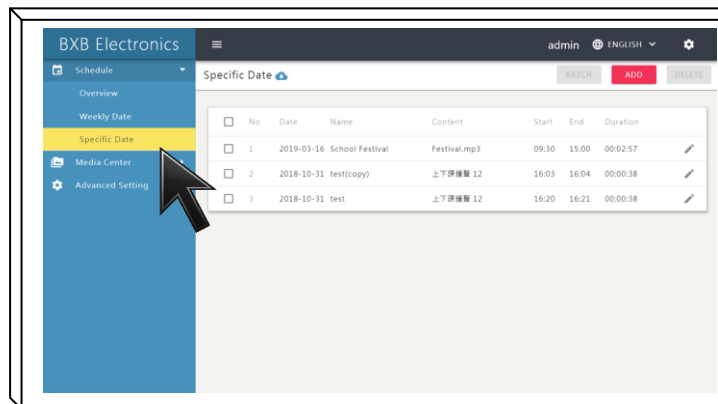 BXB Electronics
admin ENGLISH
Schedule
Overview
Weekly Date
Specific Date
Media Center
Advanced Setting
Specific Date
BATCH ADD DELETE
No Date Name Content Start End Duration
1 2019-03-16 School Festival Festival.mp3 09:30 15:00 00:02:57
2 2018-10-31 test(copy) 上下課鐘聲 12 16:03 16:04 00:00:38
3 2018-10-31 test 上下課鐘聲 12 16:20 16:21 00:00:38